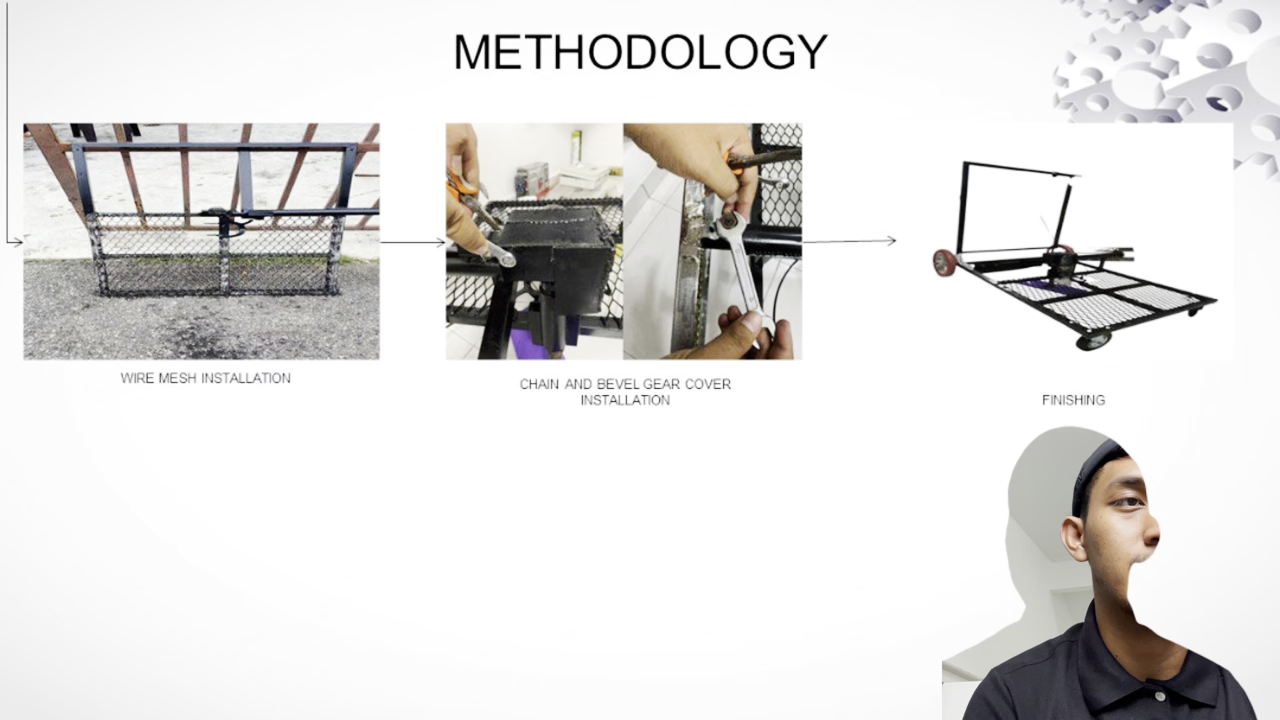 METHODOLOGY
WIRE MESH INSTALLATION
CHAIN AND BEVEL GEAR COVER
INSTALLATION
FINISHING